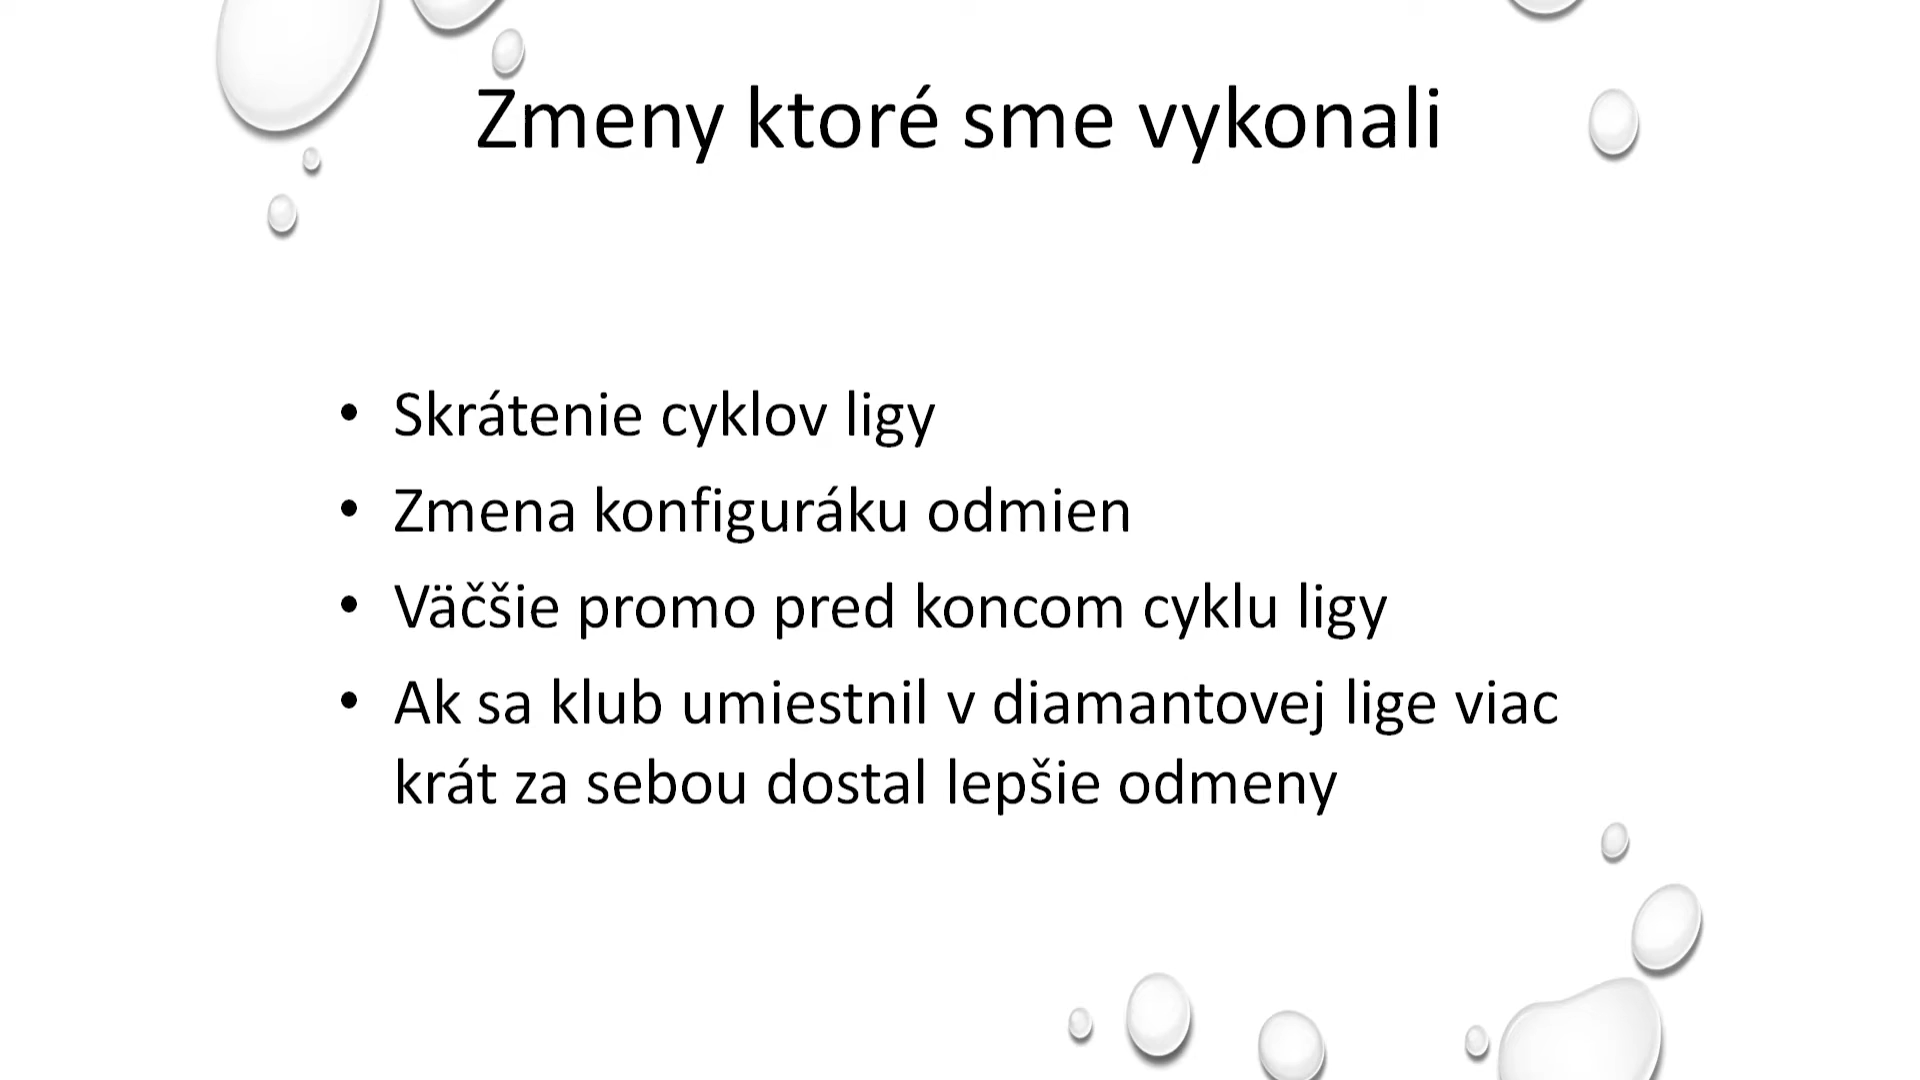 Zmeny ktoré sme vykonali
• Skrátenie cyklov ligy
• Zmena konfiguráku odmien
• Väčšie promo pred koncom cyklu ligy
• Ak sa klub umiestnil v diamantovej lige viac
krát za sebou dostal lepšie odmeny